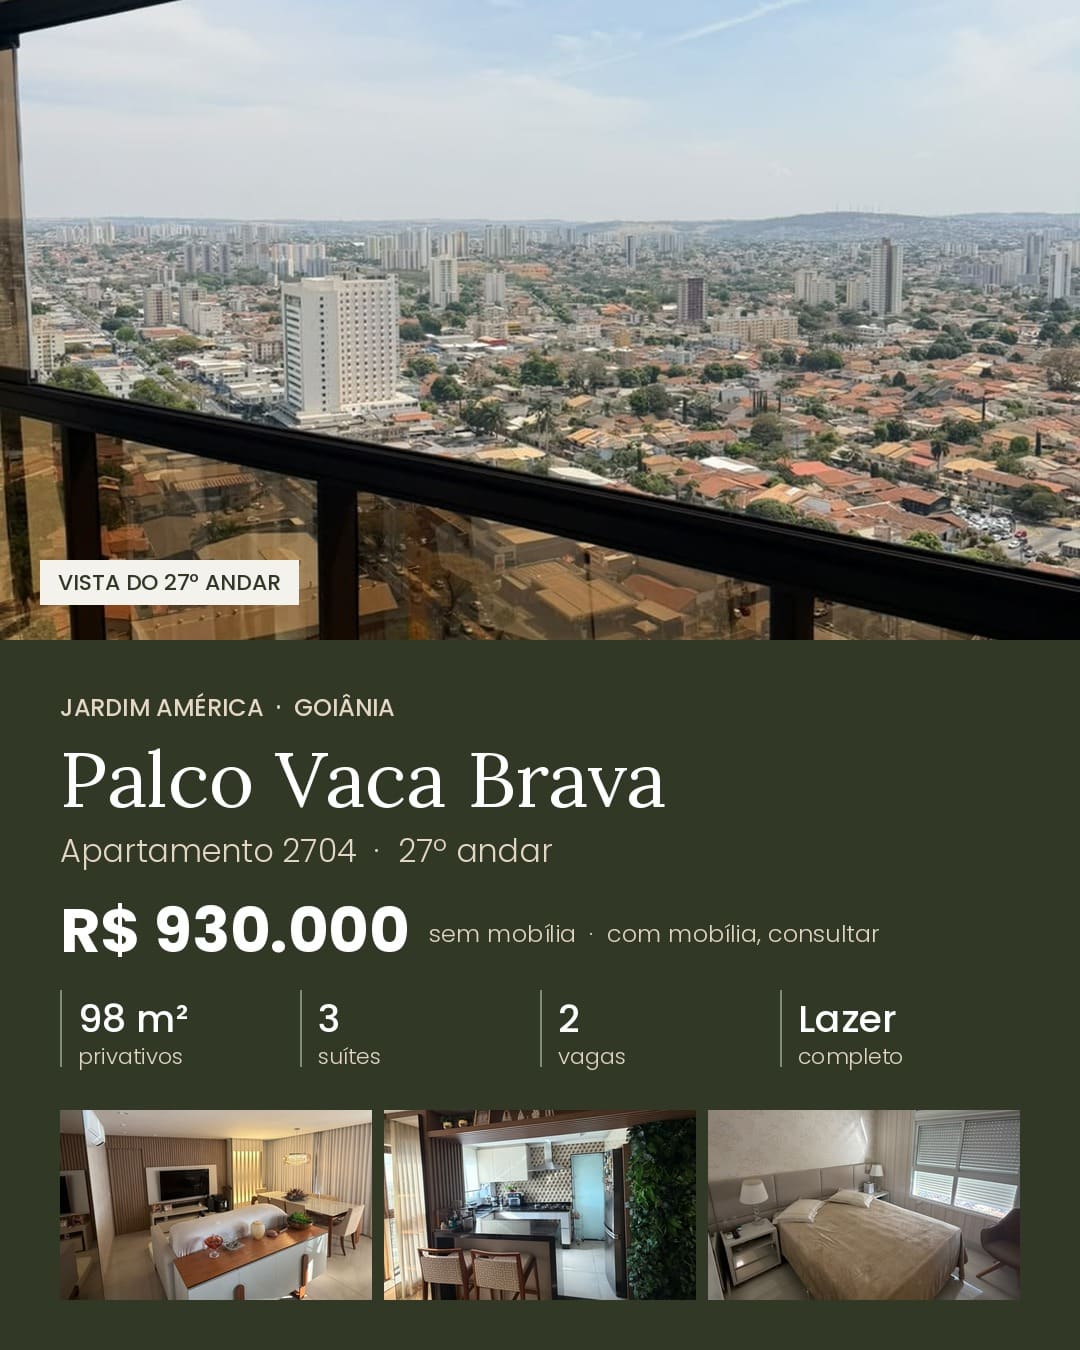 VISTA DO 27º ANDAR
JARDIM AMÉRICA · GOIÂNIA
Palco Vaca Brava
Apartamento 2704 · 27º andar
R$ 930.000 sem mobília · com mobília, consultar
98 m² 3 2 Lazer
privativos suítes vagas completo